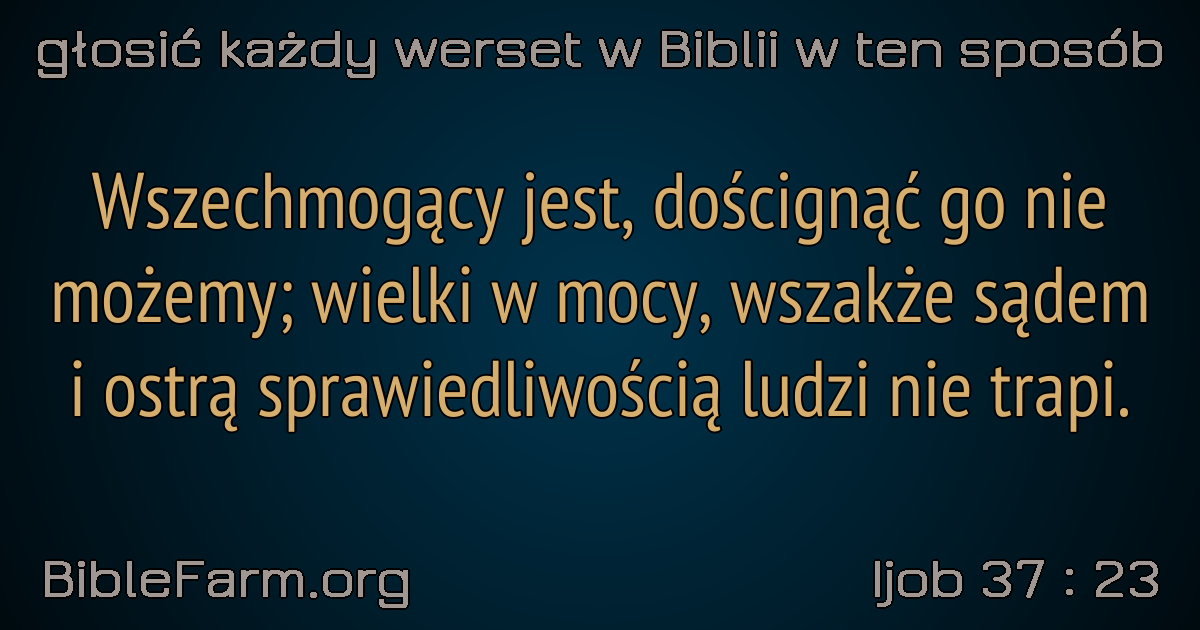 głosić każdy werset w Biblii w ten sposób
Wszechmogący jest, doścignąć go nie
możemy; wielki w mocy, wszakże sądem
i ostrą sprawiedliwością ludzi nie trapi.
BibleFarm.org
Ijob 37 : 23